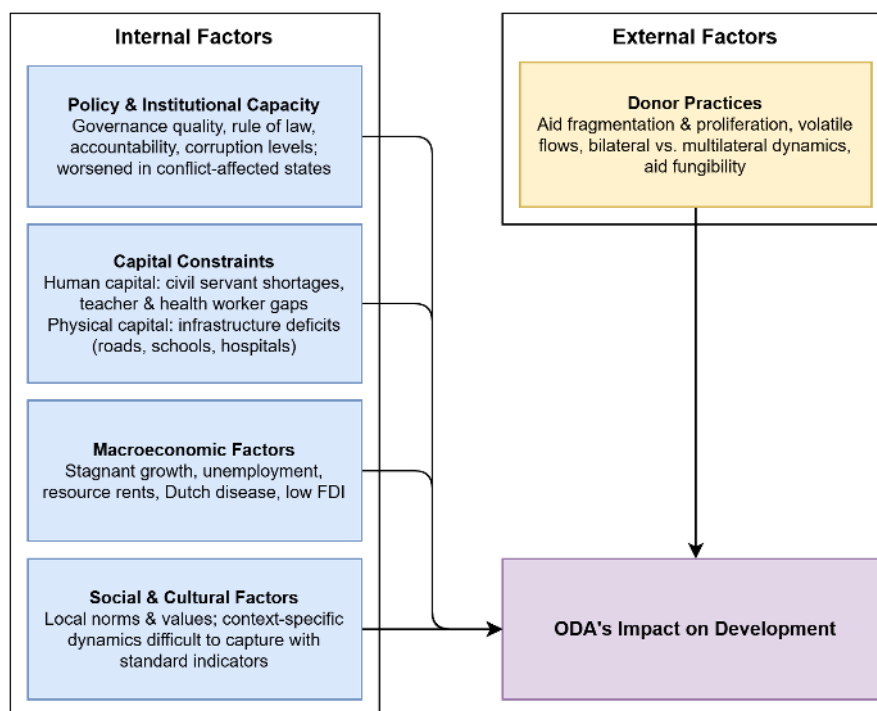 Internal Factors
Policy & Institutional Capacity
Governance quality, rule of law,
accountability, corruption levels;
worsened in conflict-affected states
Capital Constraints
Human capital: civil servant shortages,
teacher & health worker gaps
Physical capital: infrastructure deficits
(roads, schools, hospitals)
Macroeconomic Factors
Stagnant growth, unemployment,
resource rents, Dutch disease, low FDI
Social & Cultural Factors
Local norms & values; context-specific
dynamics difficult to capture with
standard indicators
External Factors
Donor Practices
Aid fragmentation & proliferation, volatile
flows, bilateral vs. multilateral dynamics,
aid fungibility
ODA's Impact on Development